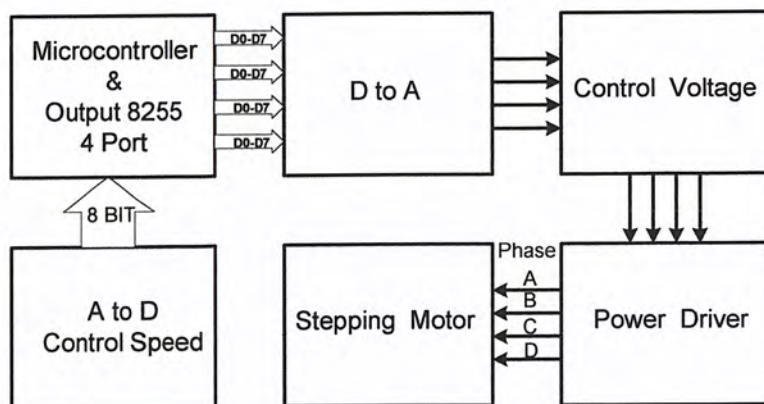 Microcontroller
&
Output 8255
4 Port
D0-D7
D0-D7
D0-D7
D0-D7
D to A
Control Voltage
8 BIT
A to D
Control Speed
Stepping Motor
Phase
A
B
C
D
Power Driver